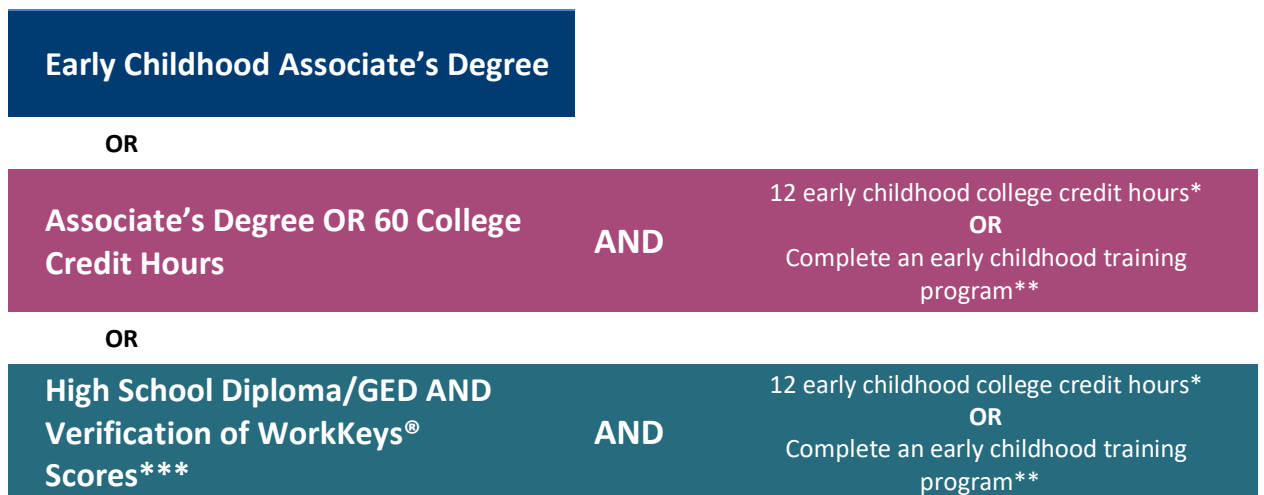 Early Childhood Associate’s Degree
OR
Associate’s Degree OR 60 College
Credit Hours
AND
12 early childhood college credit hours*
OR
Complete an early childhood training
program**
OR
High School Diploma/GED AND
Verification of WorkKeys®
Scores***
AND
12 early childhood college credit hours*
OR
Complete an early childhood training
program**